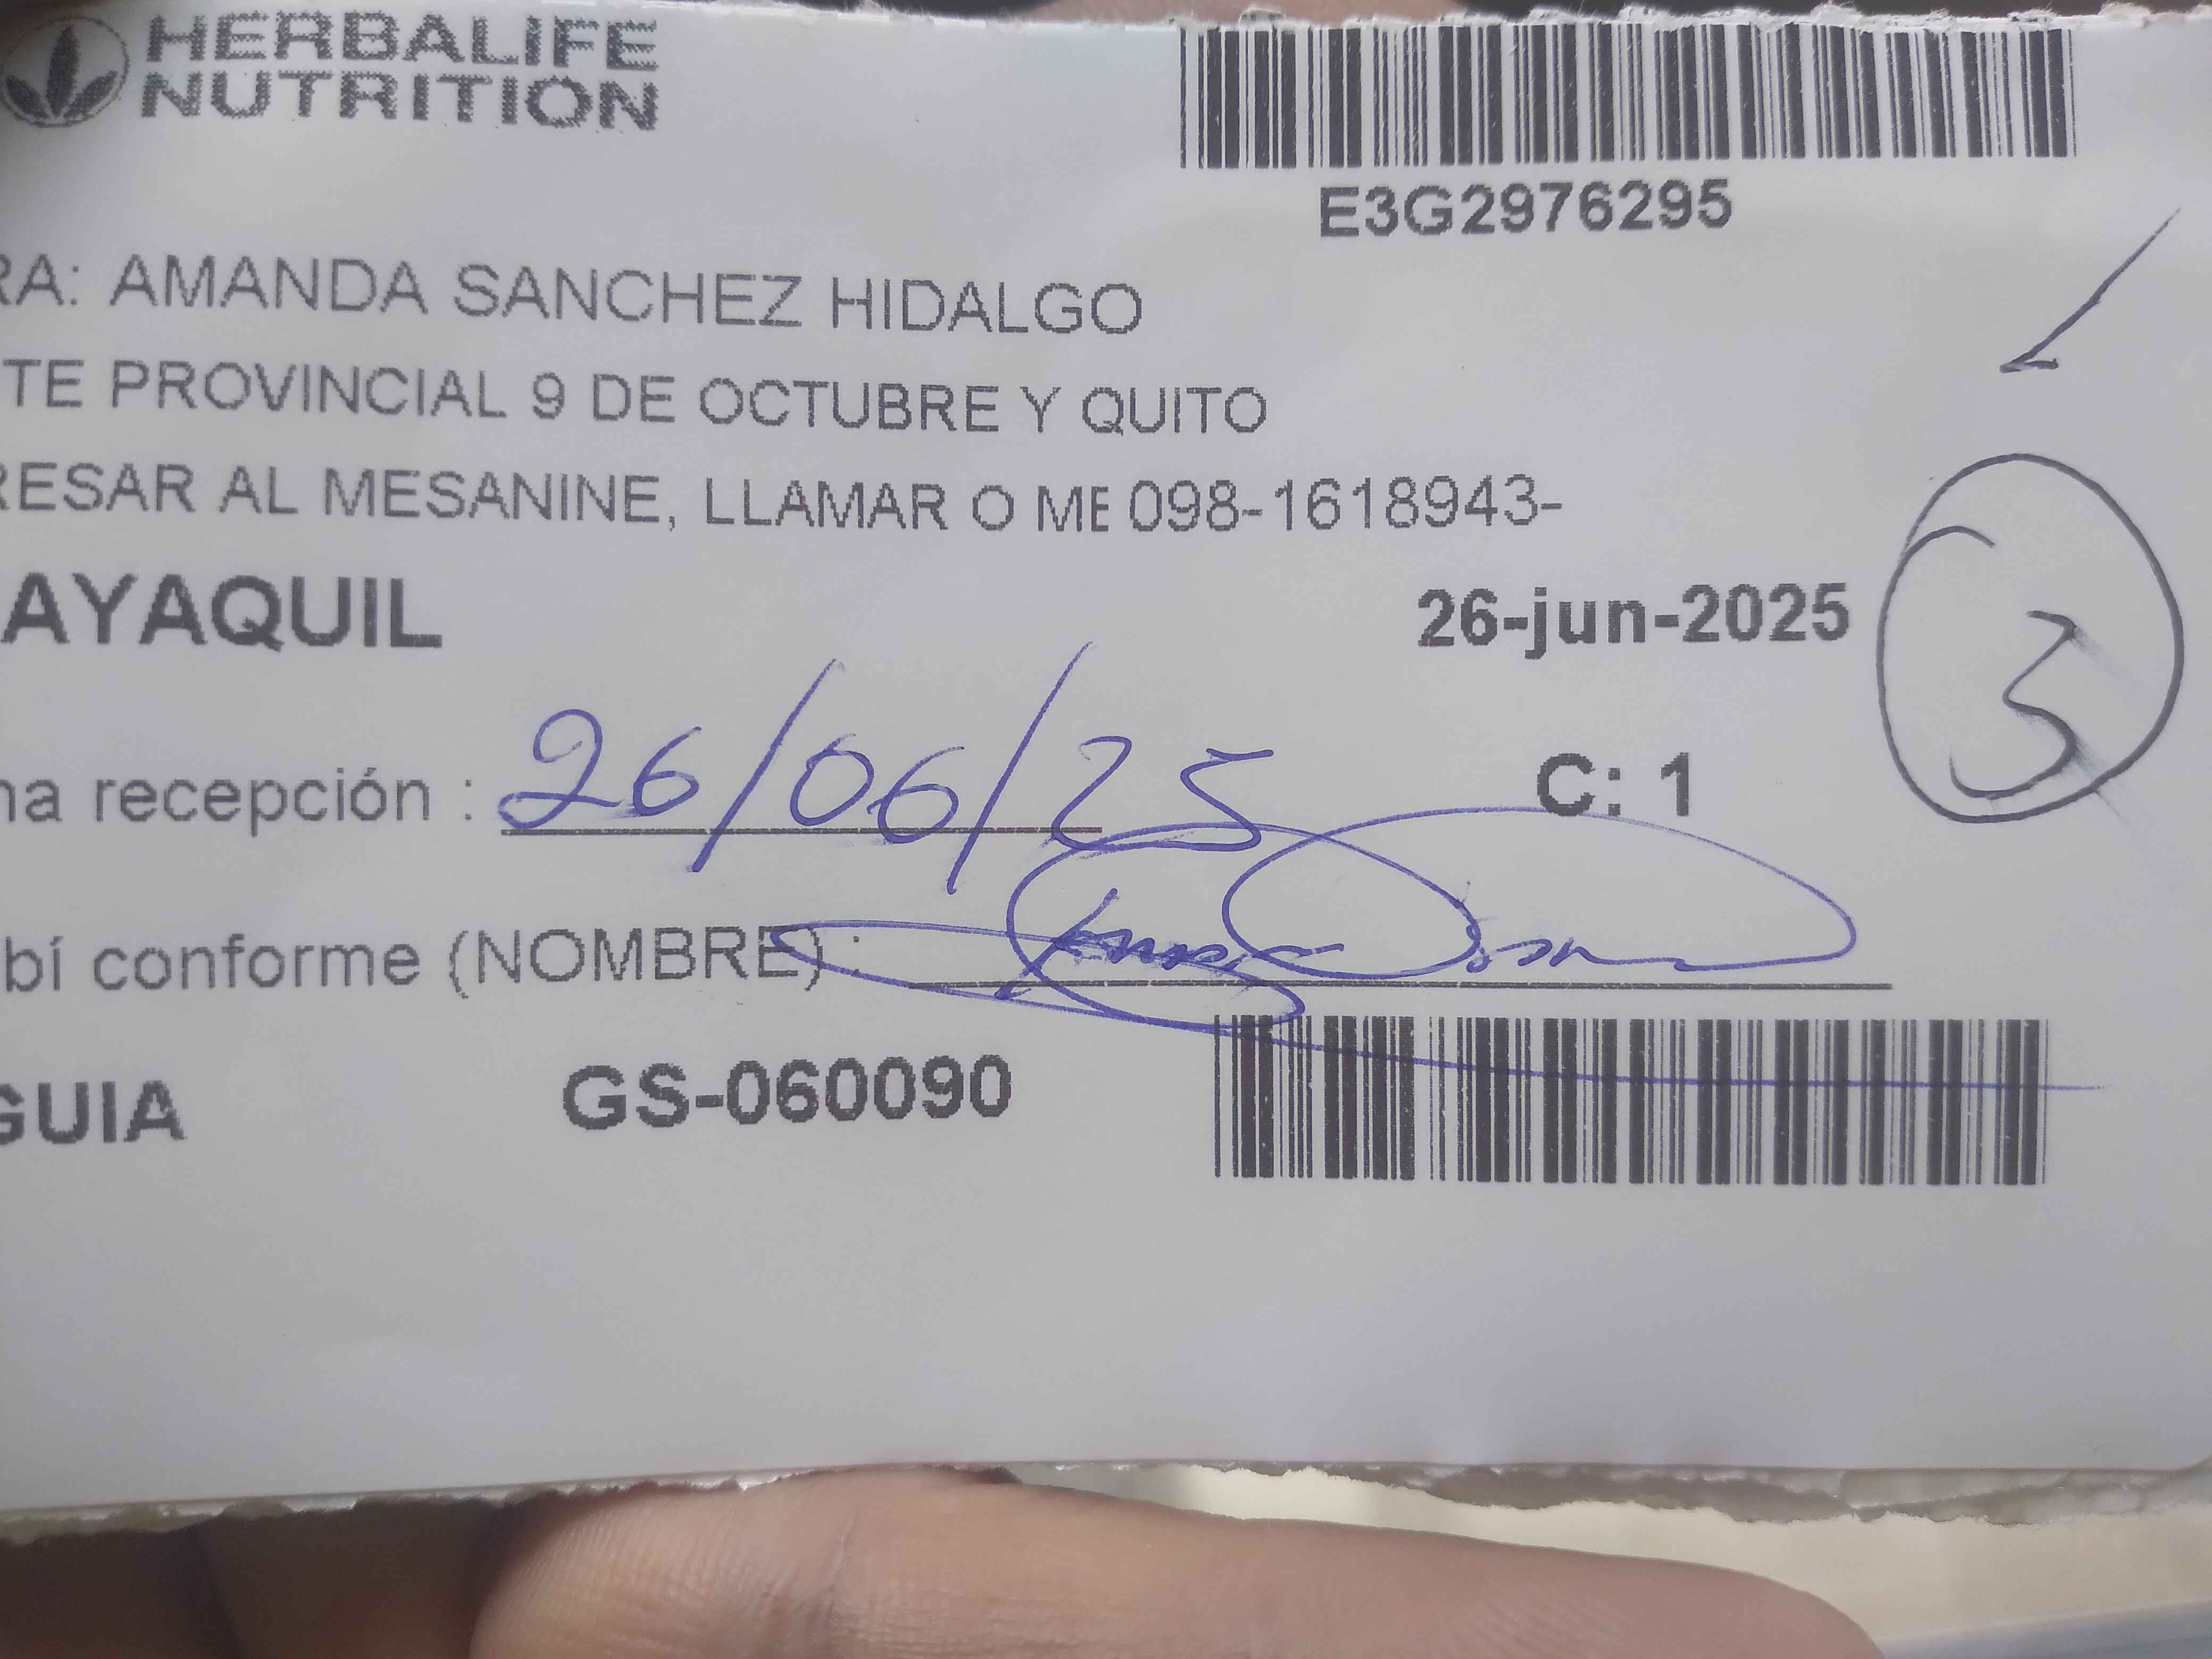 HERBALIFE
NUTRITION
E3G2976295
RA: AMANDA SANCHEZ HIDALGO
TE PROVINCIAL 9 DE OCTUBRE Y QUITO
RESAR AL MESANINE, LLAMAR O ME 098-1618943-
AYAQUIL
26-jun-2025
3
ha recepción : 26/06/25
C: 1
bí conforme (NOMBRE) :
GUIA GS-060090